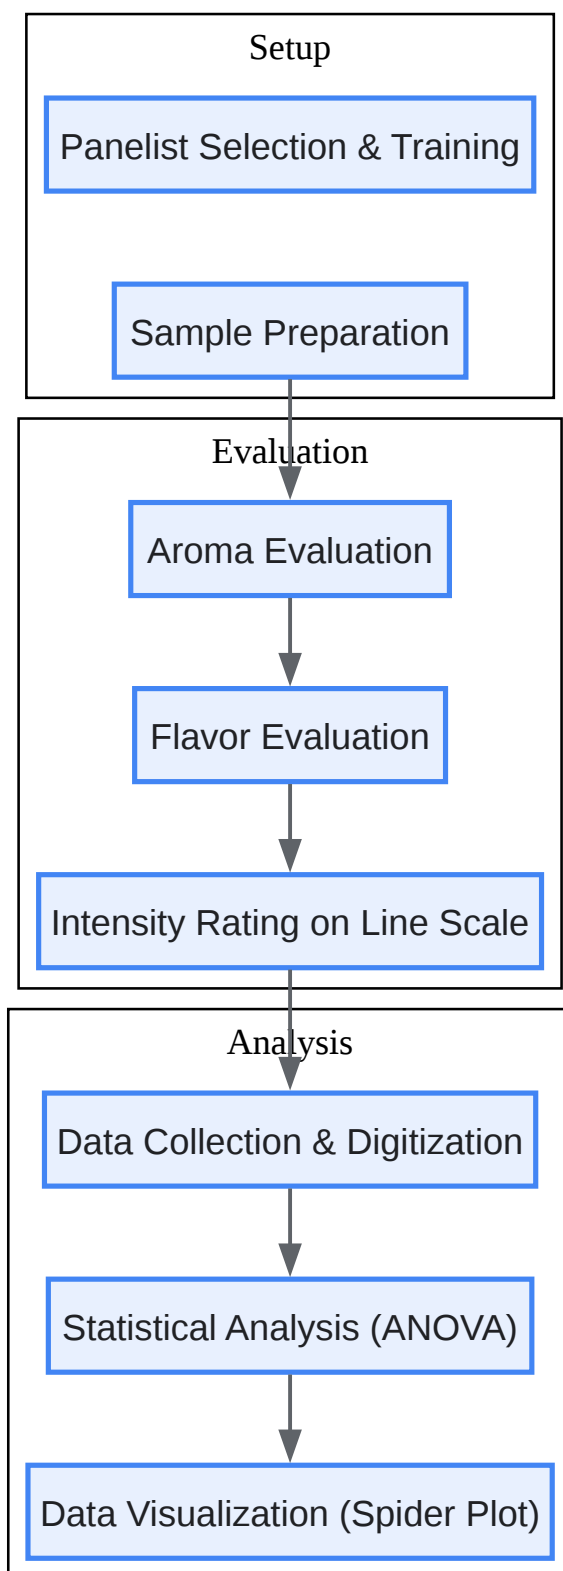 Setup
Panelist Selection & Training
Sample Preparation
Evaluation
Aroma Evaluation
Flavor Evaluation
Intensity Rating on Line Scale
Analysis
Data Collection & Digitization
Statistical Analysis (ANOVA)
Data Visualization (Spider Plot)